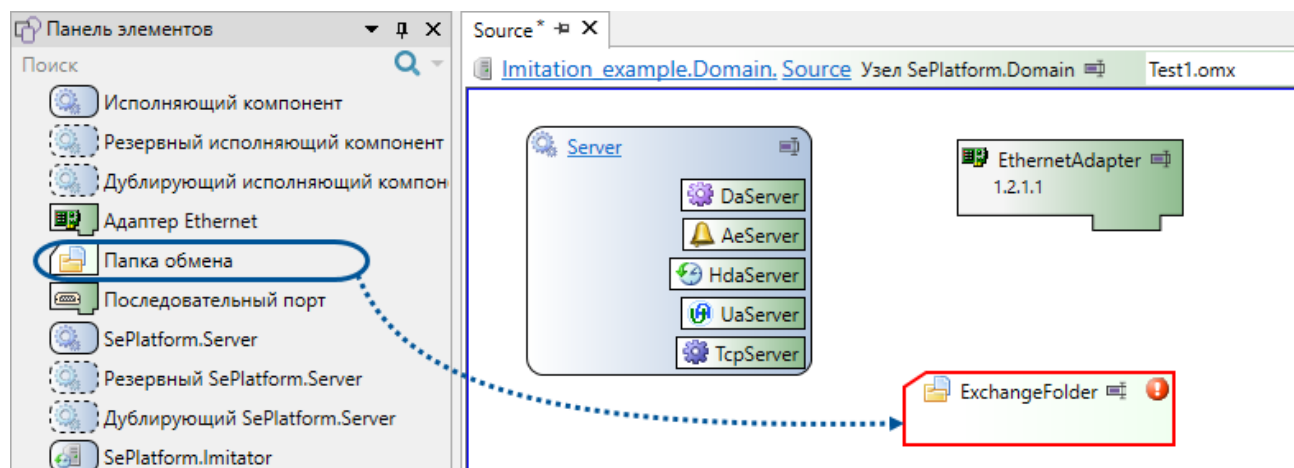 Панель элементов
Поиск
Исполняющий компонент
Резервный исполняющий компонент
Дублирующий исполняющий компон
Адаптер Ethernet
Папка обмена
Последовательный порт
SePlatform.Server
Резервный SePlatform.Server
Дублирующий SePlatform.Server
SePlatform.Imitator
Source*
Imitation_example.Domain. Source Узел SePlatform.Domain Test1.omx
Server
DaServer
AeServer
HdaServer
UaServer
TcpServer
EthernetAdapter
1.2.1.1
ExchangeFolder